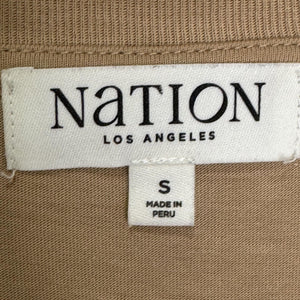 NaTION
LOS ANGELES
S
MADE IN
PERU